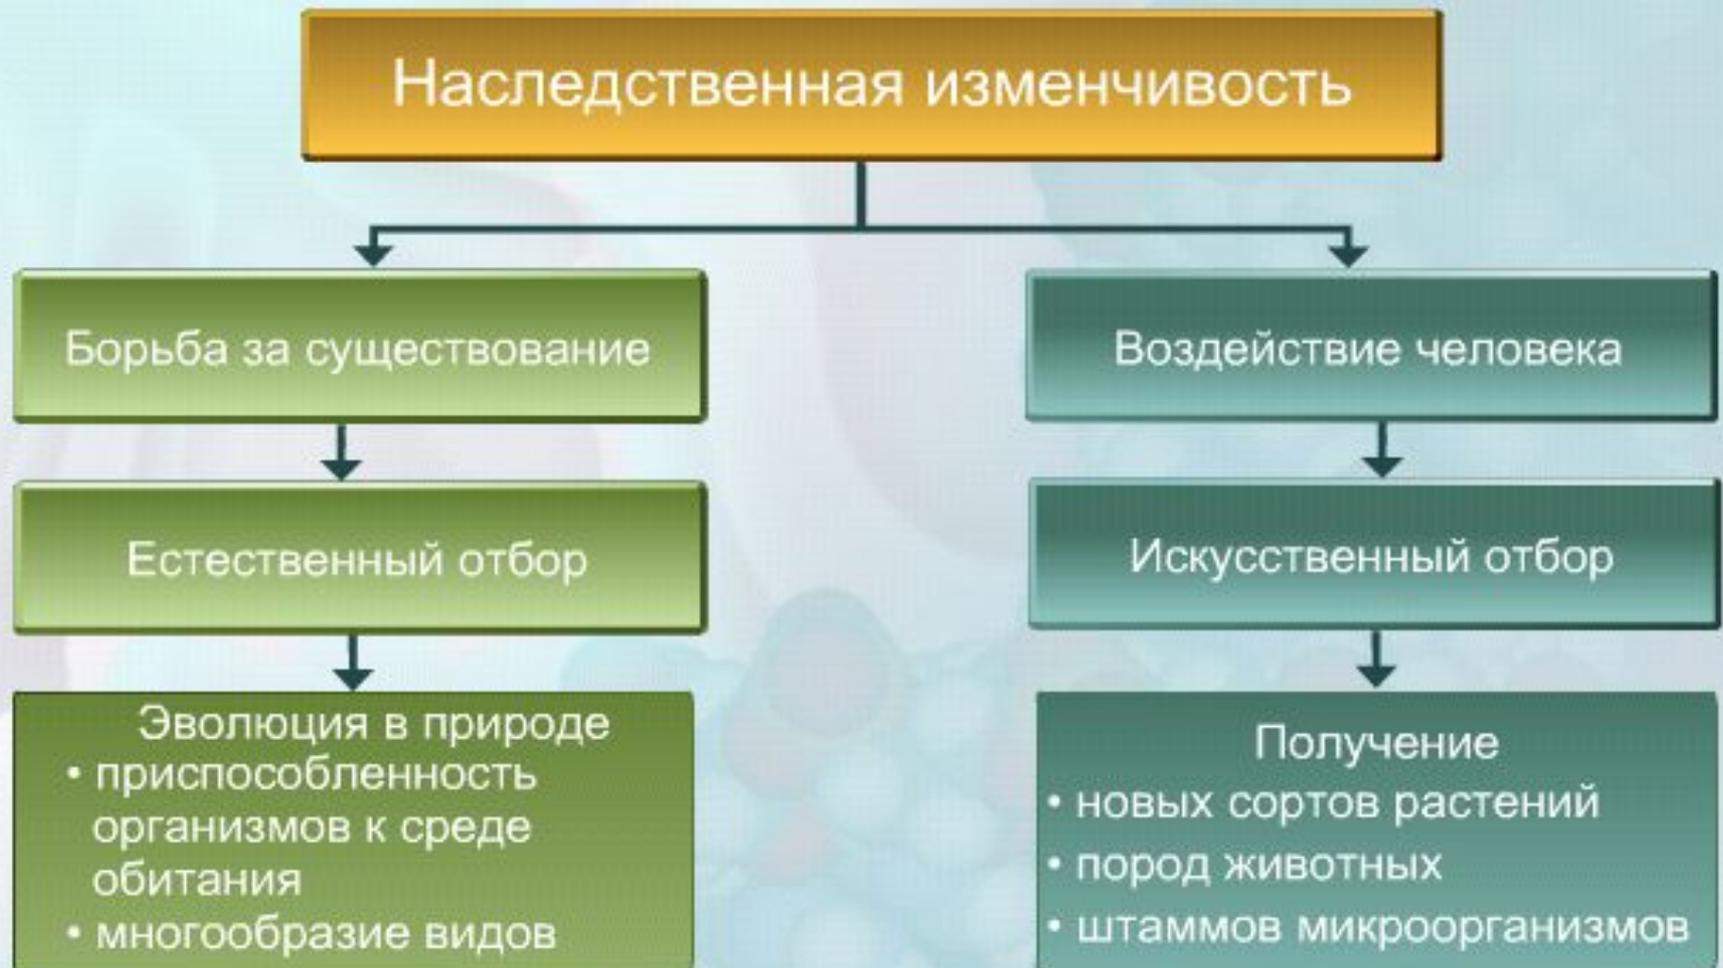 Наследственная изменчивость
Борьба за существование
Воздействие человека
Естественный отбор
Искусственный отбор
Эволюция в природе
• приспособленность
организмов к среде
обитания
• многообразие видов
Получение
• новых сортов растений
• пород животных
• штаммов микроорганизмов